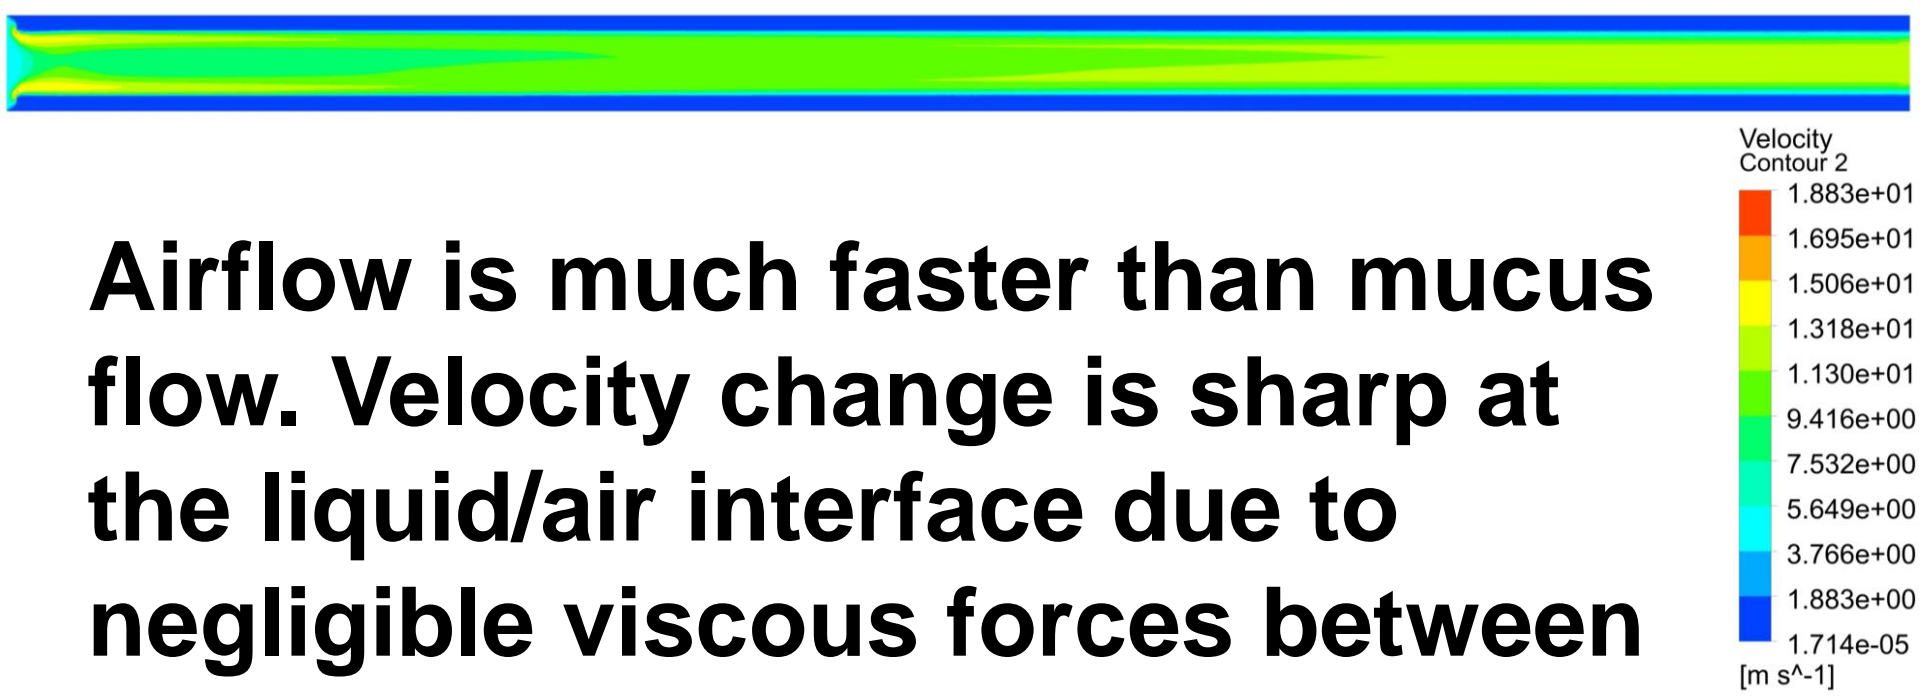 Velocity
Contour 2
1.883e+01
1.695e+01
1.506e+01
1.318e+01
1.130e+01
9.416e+00
7.532e+00
5.649e+00
3.766e+00
1.883e+00
1.714e-05
[m s^-1]
Airflow is much faster than mucus
flow. Velocity change is sharp at
the liquid/air interface due to
negligible viscous forces between